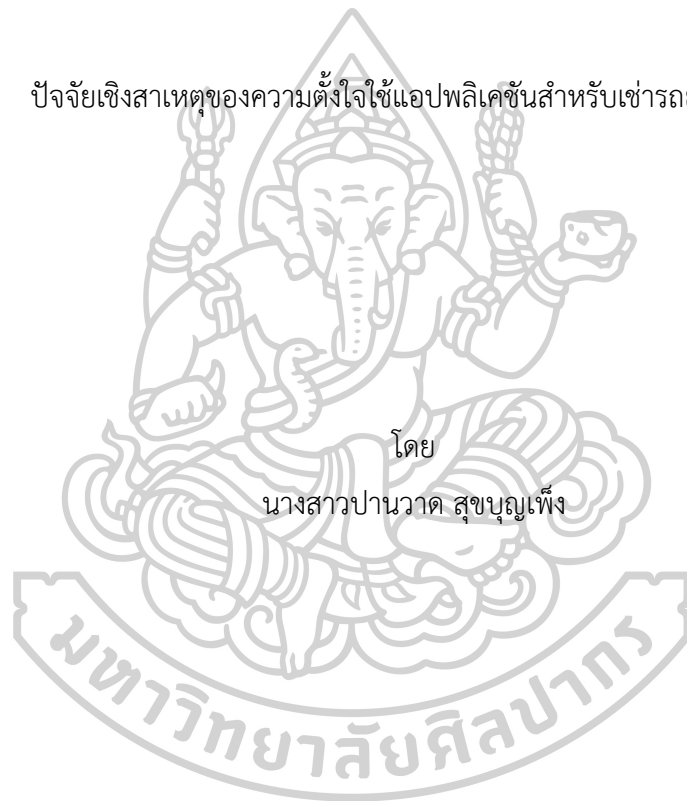 ปัจจัยเชิงสาเหตุของความตั้งใจใช้แอปพลิเคชันสำหรับเช่ารถ
โดย
นางสาวปานวาด สุขบุญเพ็ง
มหาวิทยาลัยศิลปากร